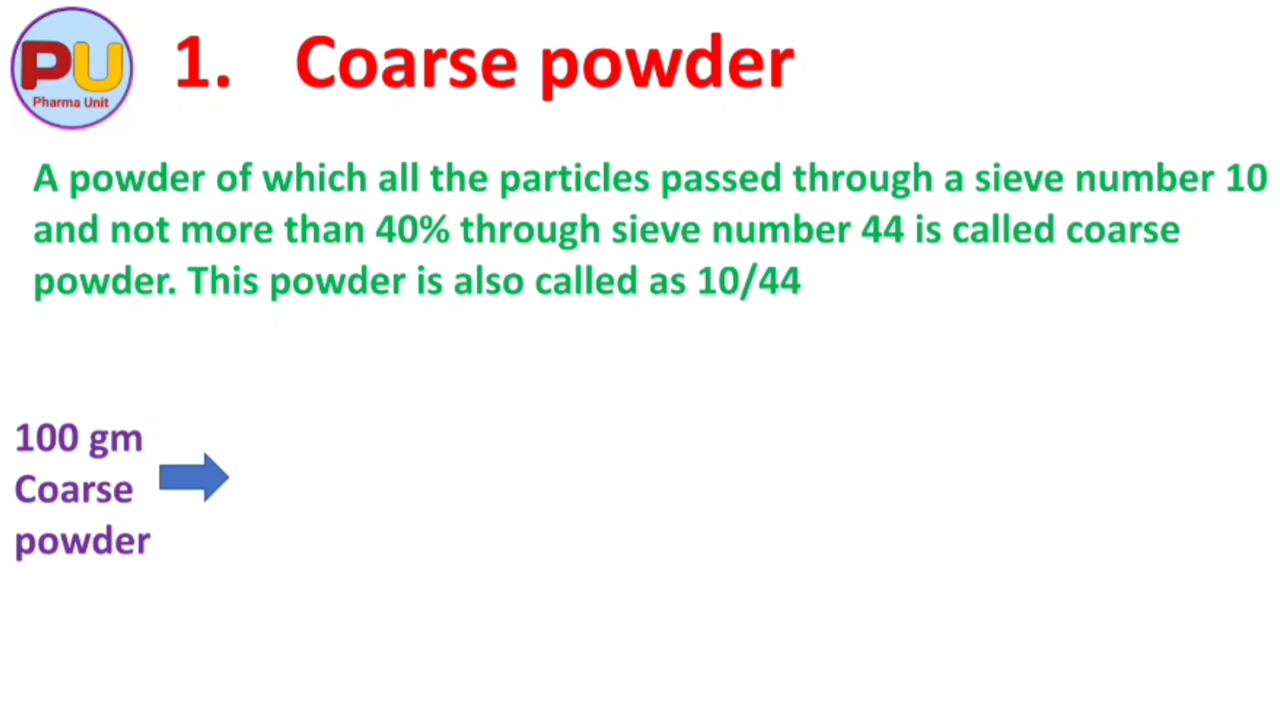 PU
Pharma Unit
1. Coarse powder
A powder of which all the particles passed through a sieve number 10
and not more than 40% through sieve number 44 is called coarse
powder. This powder is also called as 10/44
100 gm
Coarse
powder